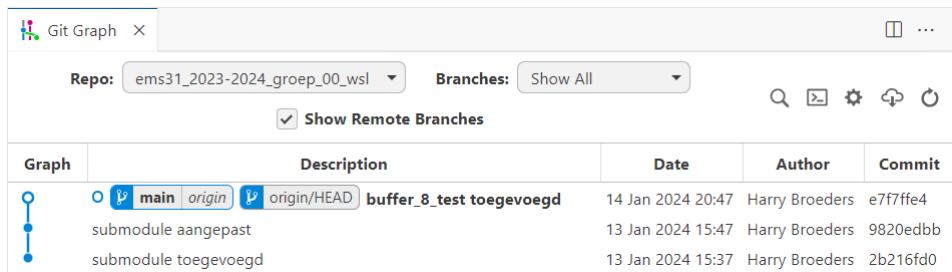 Git Graph
Repo: ems31_2023-2024_groep_00_wsl Branches: Show All
Show Remote Branches
Graph Description Date Author Commit
main origin origin/HEAD buffer_8_test toegevoegd 14 Jan 2024 20:47 Harry Broeders e7f7ffe4
submodule aangepast 13 Jan 2024 15:47 Harry Broeders 9820edbb
submodule toegevoegd 13 Jan 2024 15:37 Harry Broeders 2b216fd0